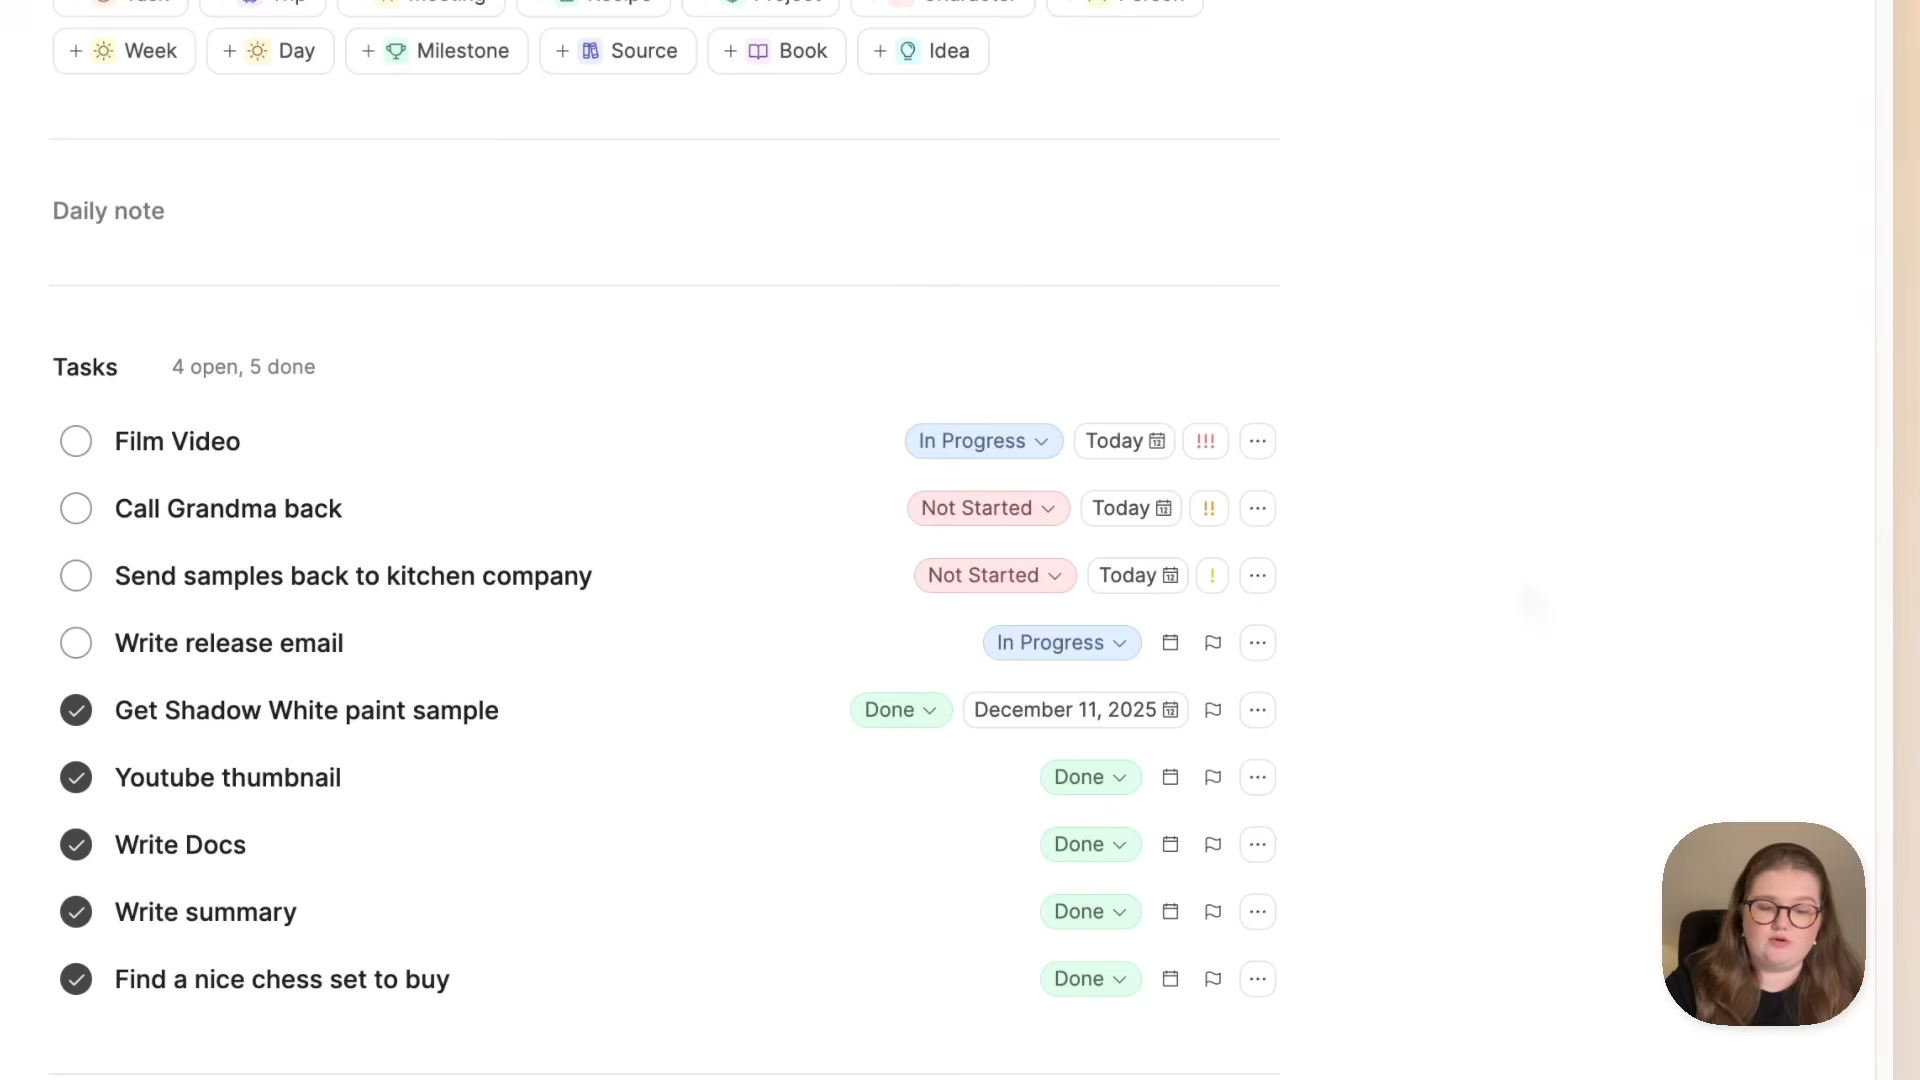 + Week + Day + Milestone + Source + Book + Idea
Daily note
Tasks 4 open, 5 done
Film Video In Progress Today !!!
Call Grandma back Not Started Today !!
Send samples back to kitchen company Not Started Today !
Write release email In Progress
Get Shadow White paint sample Done December 11, 2025
Youtube thumbnail Done
Write Docs Done
Write summary Done
Find a nice chess set to buy Done